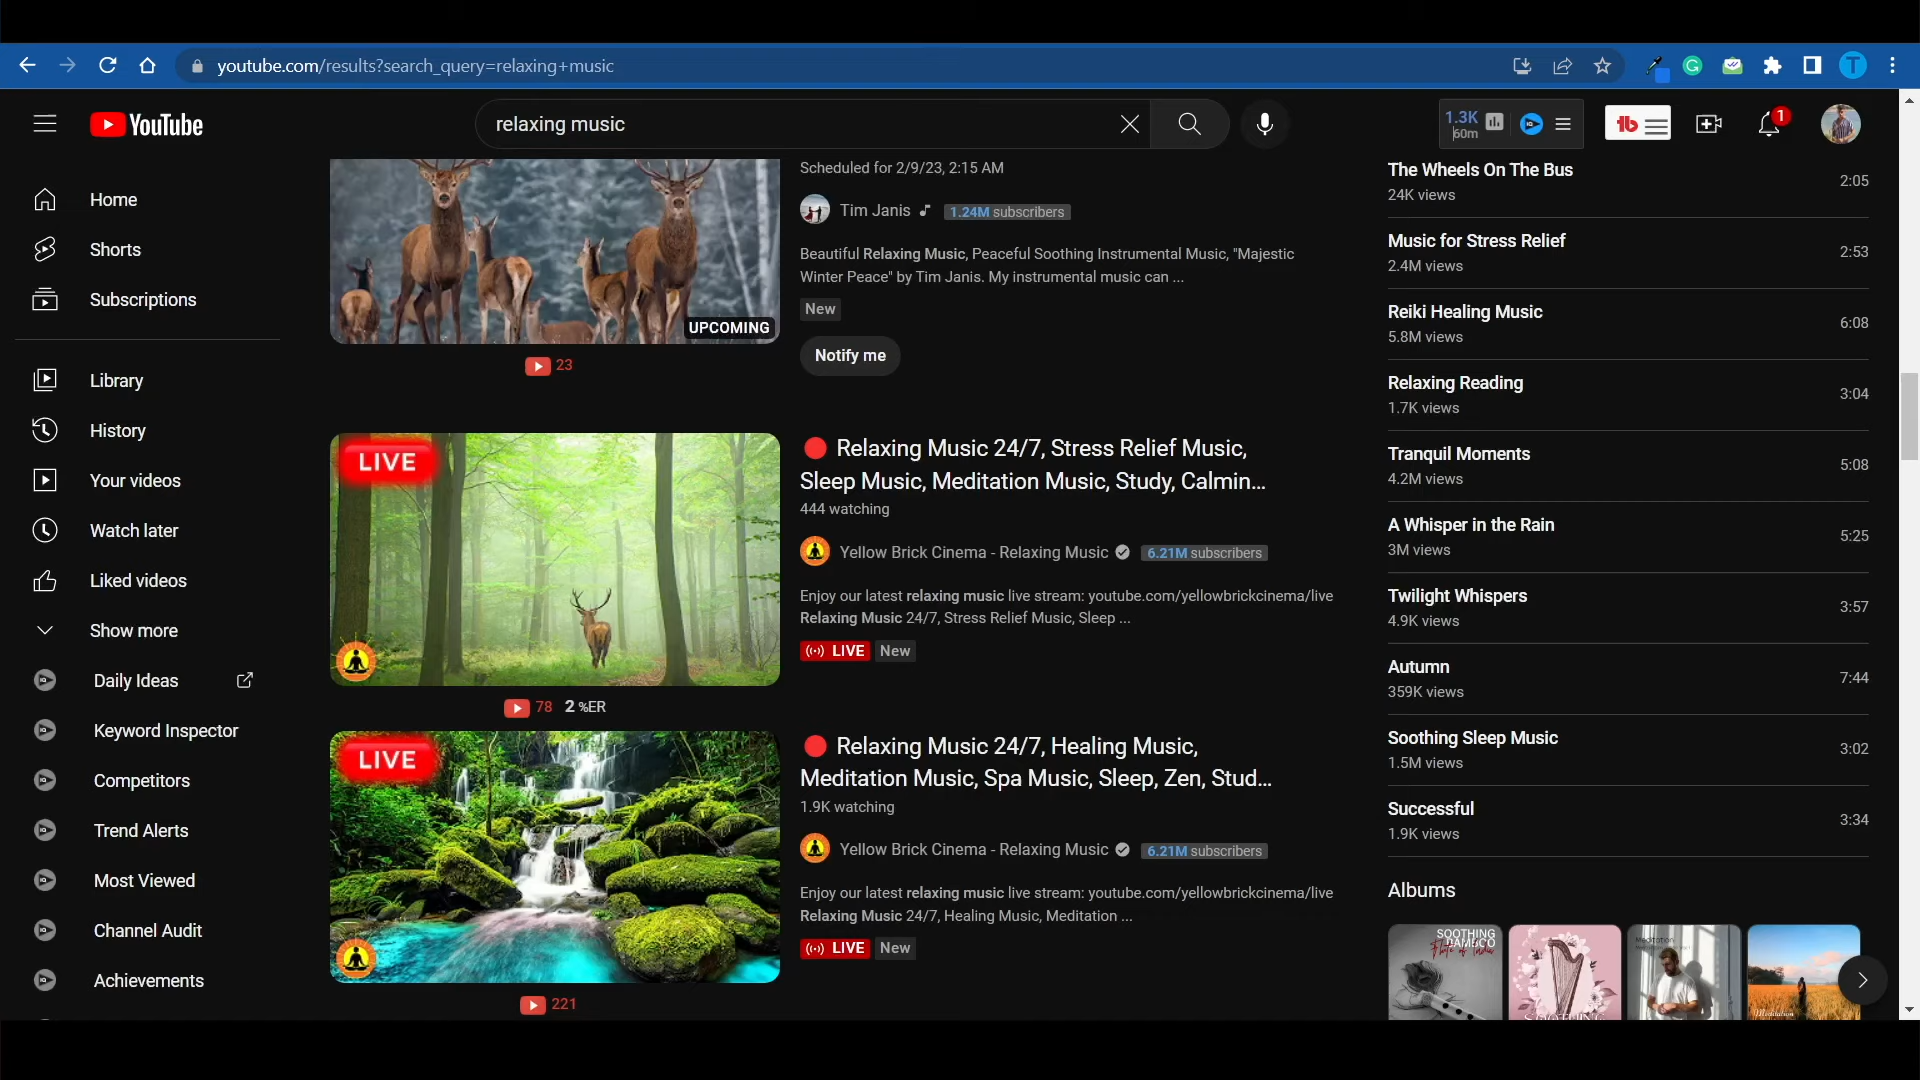 youtube.com/results?search_query=relaxing+music
T
YouTube
relaxing music
1.3K
60m
tb
1
Home
Shorts
Subscriptions
Library
History
Your videos
Watch later
Liked videos
Show more
Daily Ideas
Keyword Inspector
Competitors
Trend Alerts
Most Viewed
Channel Audit
Achievements
UPCOMING
23
Scheduled for 2/9/23, 2:15 AM
Tim Janis
1.24M subscribers
Beautiful Relaxing Music, Peaceful Soothing Instrumental Music, "Majestic
Winter Peace" by Tim Janis. My instrumental music can ...
New
Notify me
LIVE
78 2 %ER
Relaxing Music 24/7, Stress Relief Music,
Sleep Music, Meditation Music, Study, Calmin...
444 watching
Yellow Brick Cinema - Relaxing Music
6.21M subscribers
Enjoy our latest relaxing music live stream: youtube.com/yellowbrickcinema/live
Relaxing Music 24/7, Stress Relief Music, Sleep ...
LIVE New
LIVE
221
Relaxing Music 24/7, Healing Music,
Meditation Music, Spa Music, Sleep, Zen, Stud...
1.9K watching
Yellow Brick Cinema - Relaxing Music
6.21M subscribers
Enjoy our latest relaxing music live stream: youtube.com/yellowbrickcinema/live
Relaxing Music 24/7, Healing Music, Meditation ...
LIVE New
The Wheels On The Bus
24K views
2:05
Music for Stress Relief
2.4M views
2:53
Reiki Healing Music
5.8M views
6:08
Relaxing Reading
1.7K views
3:04
Tranquil Moments
4.2M views
5:08
A Whisper in the Rain
3M views
5:25
Twilight Whispers
4.9K views
3:57
Autumn
359K views
7:44
Soothing Sleep Music
1.5M views
3:02
Successful
1.9K views
3:34
Albums
SOOTHING
Meditation
Meditation